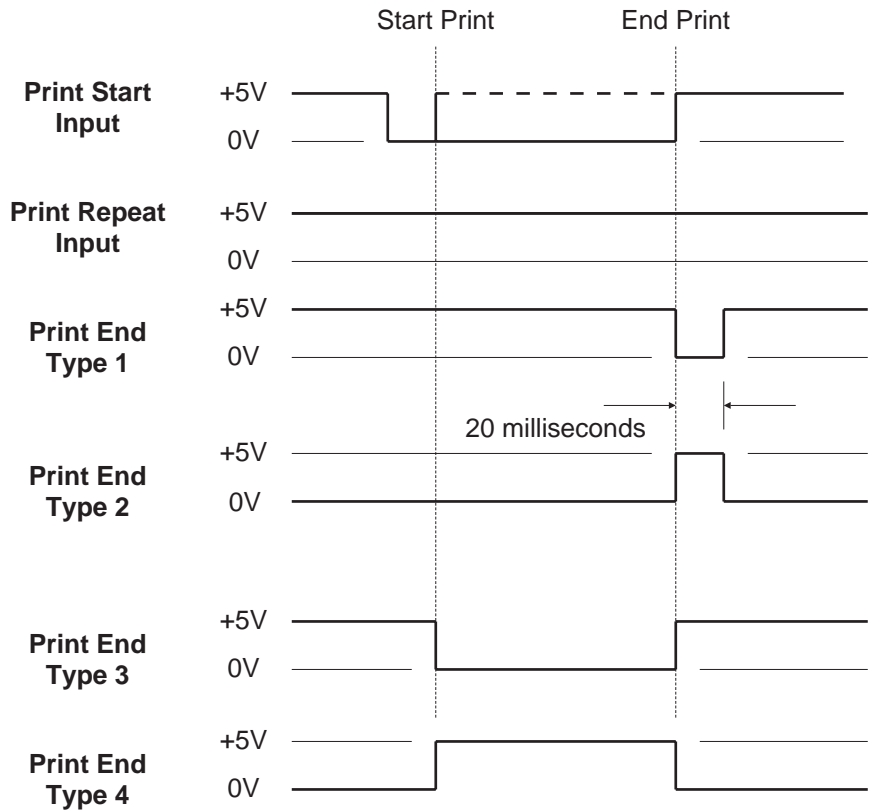 Start Print End Print
Print Start
Input
+5V
0V
Print Repeat
Input
+5V
0V
Print End
Type 1
+5V
0V
20 milliseconds
Print End
Type 2
+5V
0V
Print End
Type 3
+5V
0V
Print End
Type 4
+5V
0V